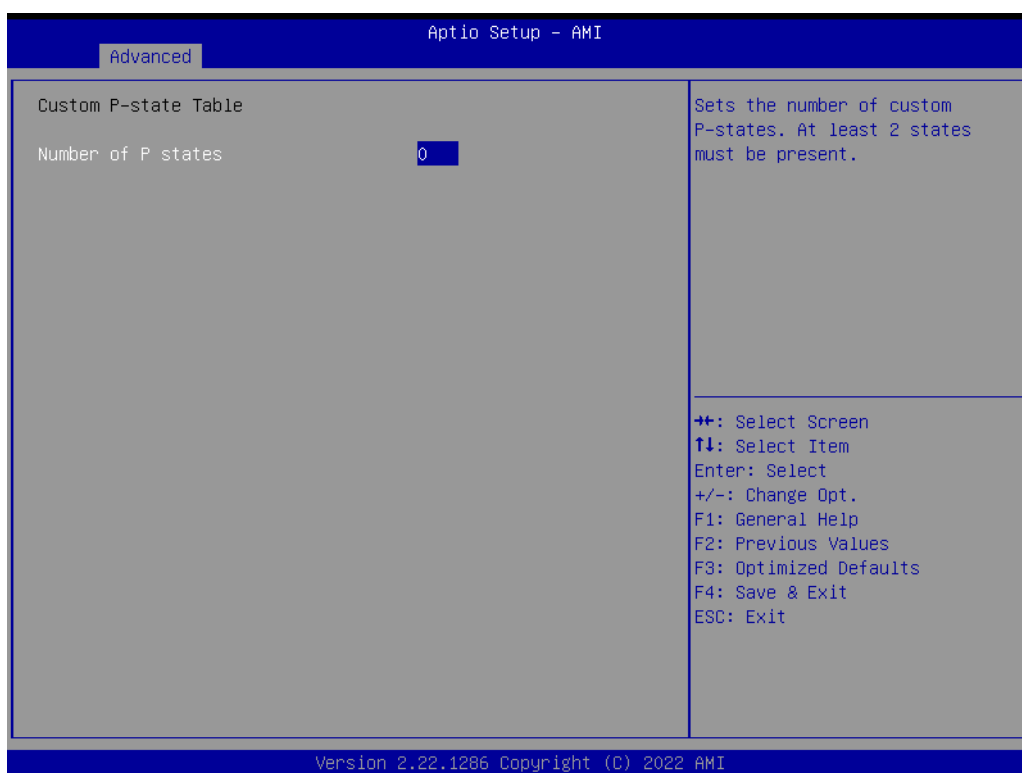 Aptio Setup - AMI
Advanced
Custom P-state Table
Number of P states 0
Sets the number of custom
P-states. At least 2 states
must be present.
→←: Select Screen
↑↓: Select Item
Enter: Select
+/-: Change Opt.
F1: General Help
F2: Previous Values
F3: Optimized Defaults
F4: Save & Exit
ESC: Exit
Version 2.22.1286 Copyright (C) 2022 AMI